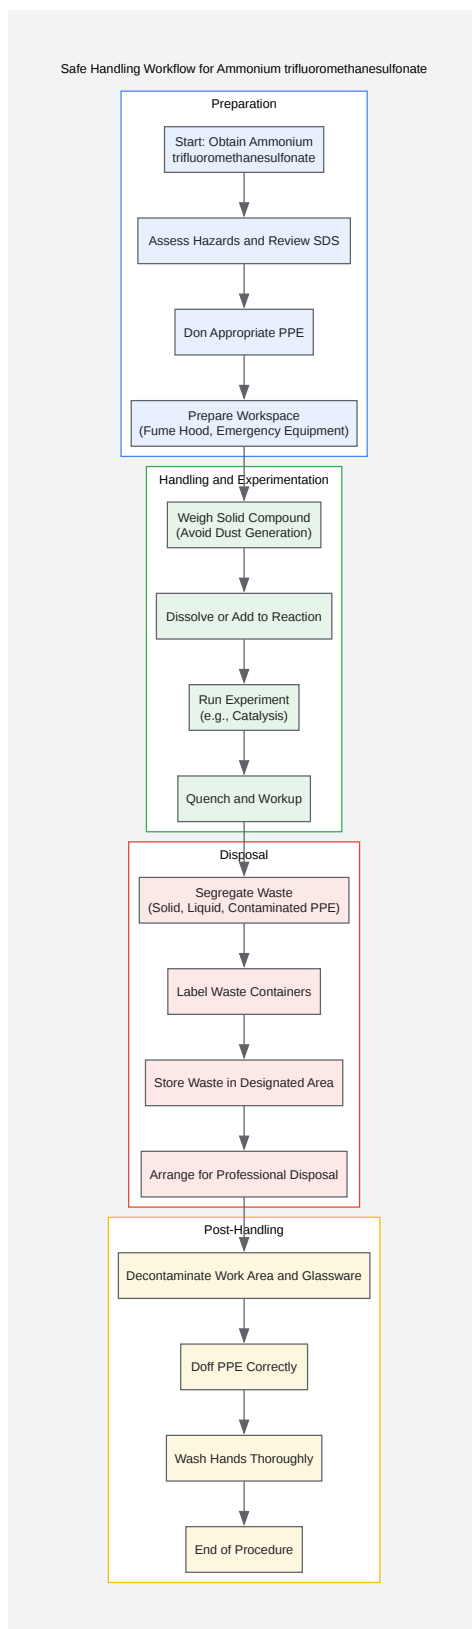 Safe Handling Workflow for Ammonium trifluoromethanesulfonate
Preparation
Start: Obtain Ammonium
trifluoromethanesulfonate
Assess Hazards and Review SDS
Don Appropriate PPE
Prepare Workspace
(Fume Hood, Emergency Equipment)
Handling and Experimentation
Weigh Solid Compound
(Avoid Dust Generation)
Dissolve or Add to Reaction
Run Experiment
(e.g., Catalysis)
Quench and Workup
Disposal
Segregate Waste
(Solid, Liquid, Contaminated PPE)
Label Waste Containers
Store Waste in Designated Area
Arrange for Professional Disposal
Post-Handling
Decontaminate Work Area and Glassware
Doff PPE Correctly
Wash Hands Thoroughly
End of Procedure